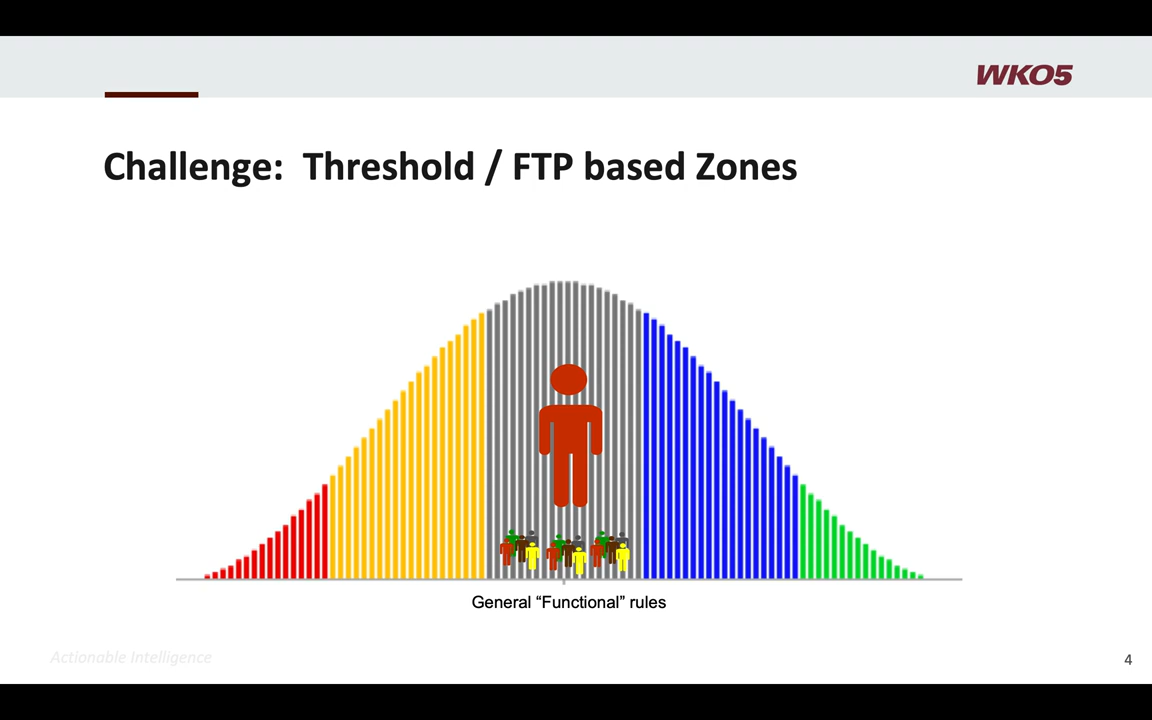 WKO5
Challenge: Threshold / FTP based Zones
General “Functional” rules
Actionable Intelligence
4